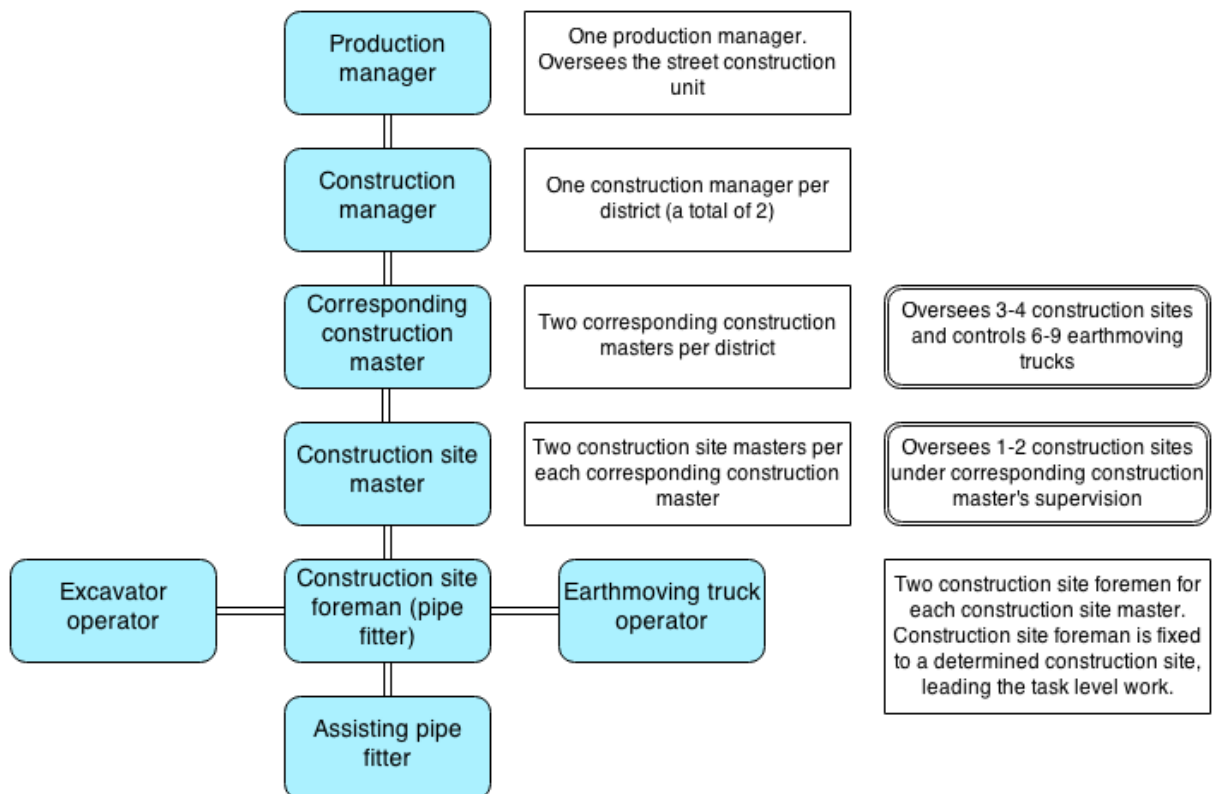 Production
manager
One production manager.
Oversees the street construction
unit
Construction
manager
One construction manager per
district (a total of 2)
Corresponding
construction
master
Two corresponding construction
masters per district
Oversees 3-4 construction sites
and controls 6-9 earthmoving
trucks
Construction site
master
Two construction site masters per
each corresponding construction
master
Oversees 1-2 construction sites
under corresponding construction
master's supervision
Excavator
operator
Construction site
foreman (pipe
fitter)
Earthmoving truck
operator
Two construction site foremen for
each construction site master.
Construction site foreman is fixed
to a determined construction site,
leading the task level work.
Assisting pipe
fitter